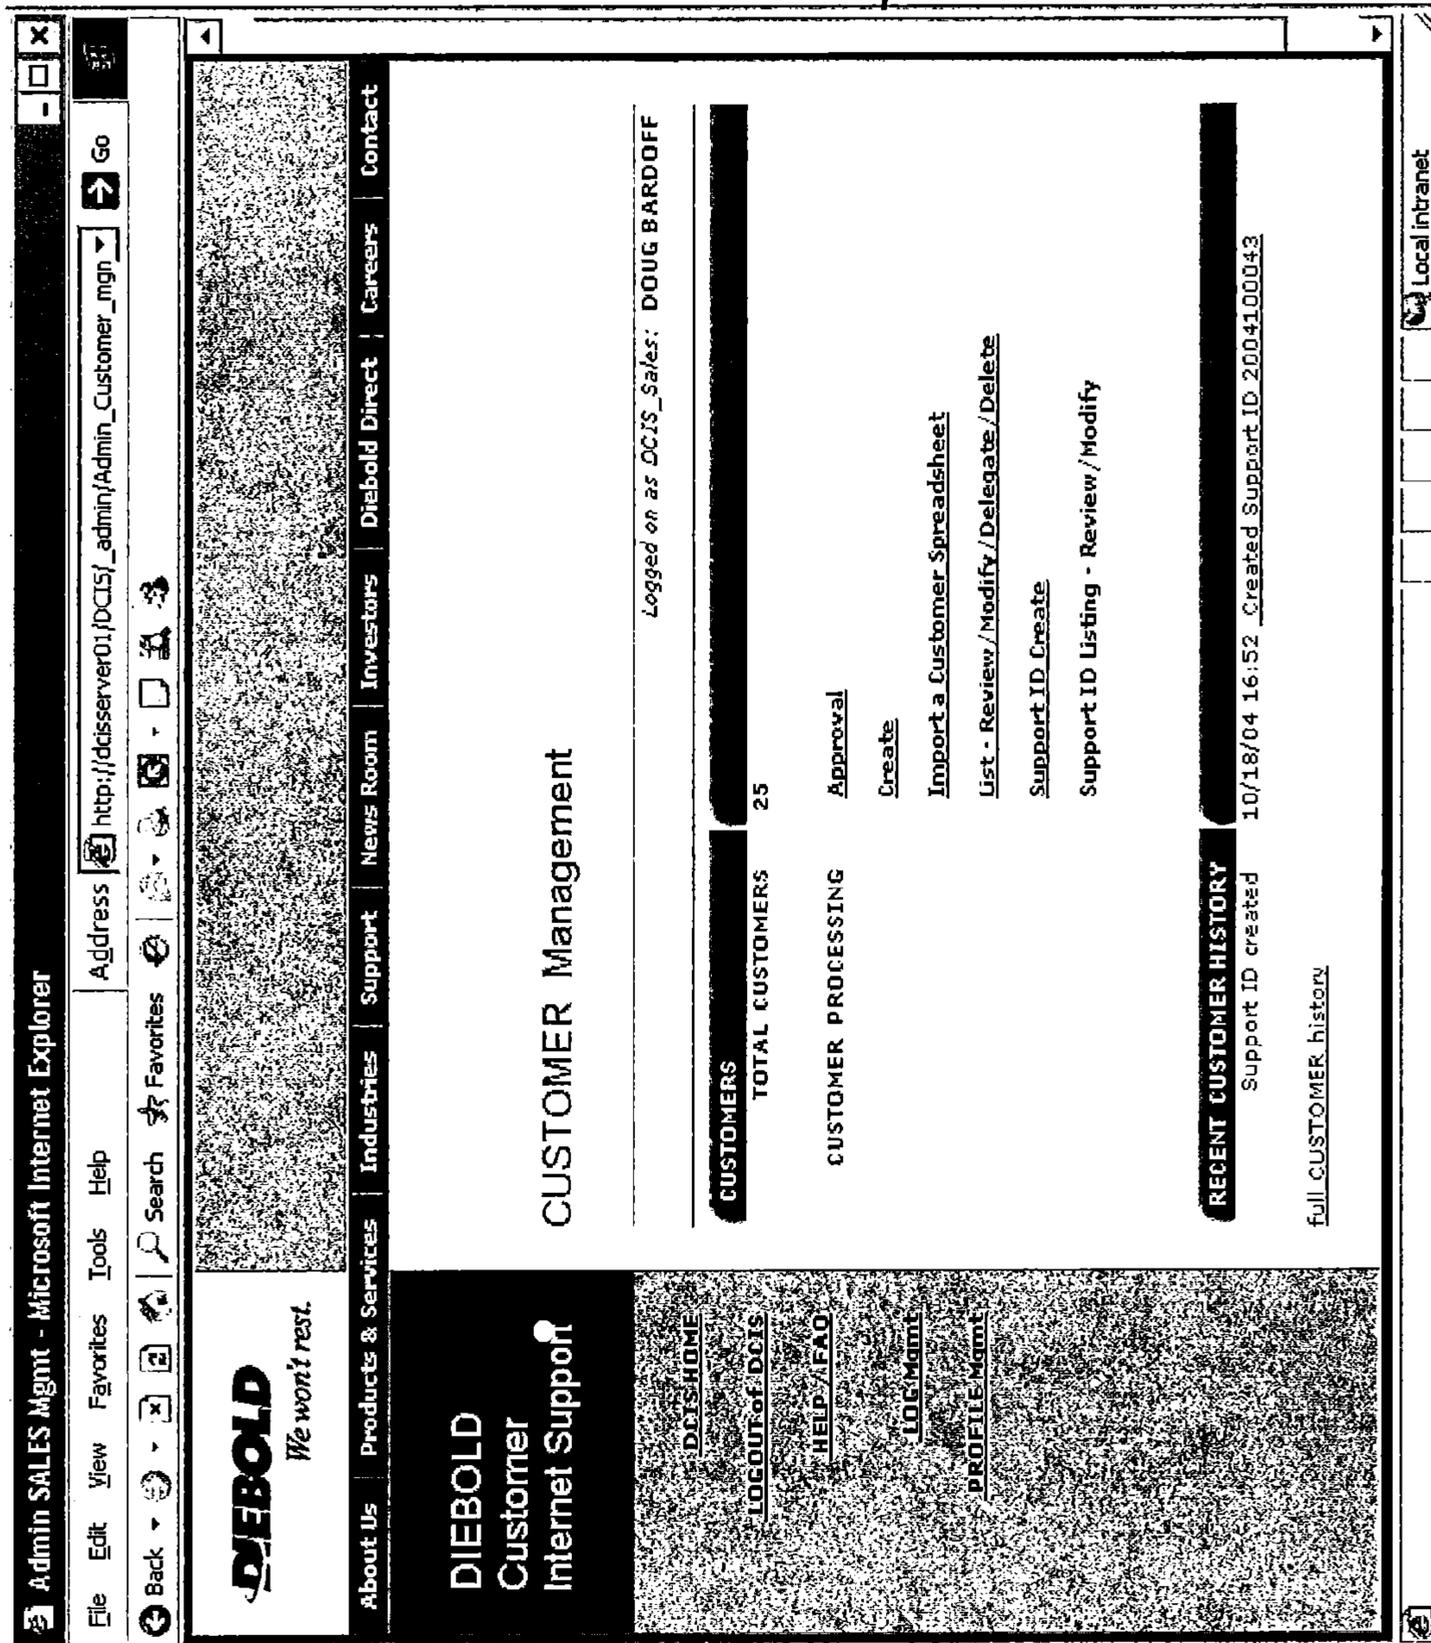 Admin SALES Mgmt - Microsoft Internet Explorer
File Edit View Favorites Tools Help Address http://dcisserver01/DCIS/_admin/Admin_Customer_mgn Go
Back Search Favorites
DIEBOLD
We won't rest.
About Us | Products & Services | Industries | Support | News Room | Investors | Diebold Direct | Careers | Contact
DIEBOLD
Customer
Internet Support
DCIS HOME
LOGOUT of DCIS
HELP / FAQ
LOG Mgmt
PROFILE Mgmt
CUSTOMER Management
Logged on as DCIS_Sales: DOUG BARDOFF
CUSTOMERS
TOTAL CUSTOMERS 25
CUSTOMER PROCESSING Approval
Create
Import a Customer Spreadsheet
List - Review/Modify/Delegate/Delete
Support ID Create
Support ID Listing - Review/Modify
RECENT CUSTOMER HISTORY
Support ID created 10/18/04 16:52 Created Support ID 2004100043
full CUSTOMER history
Local intranet